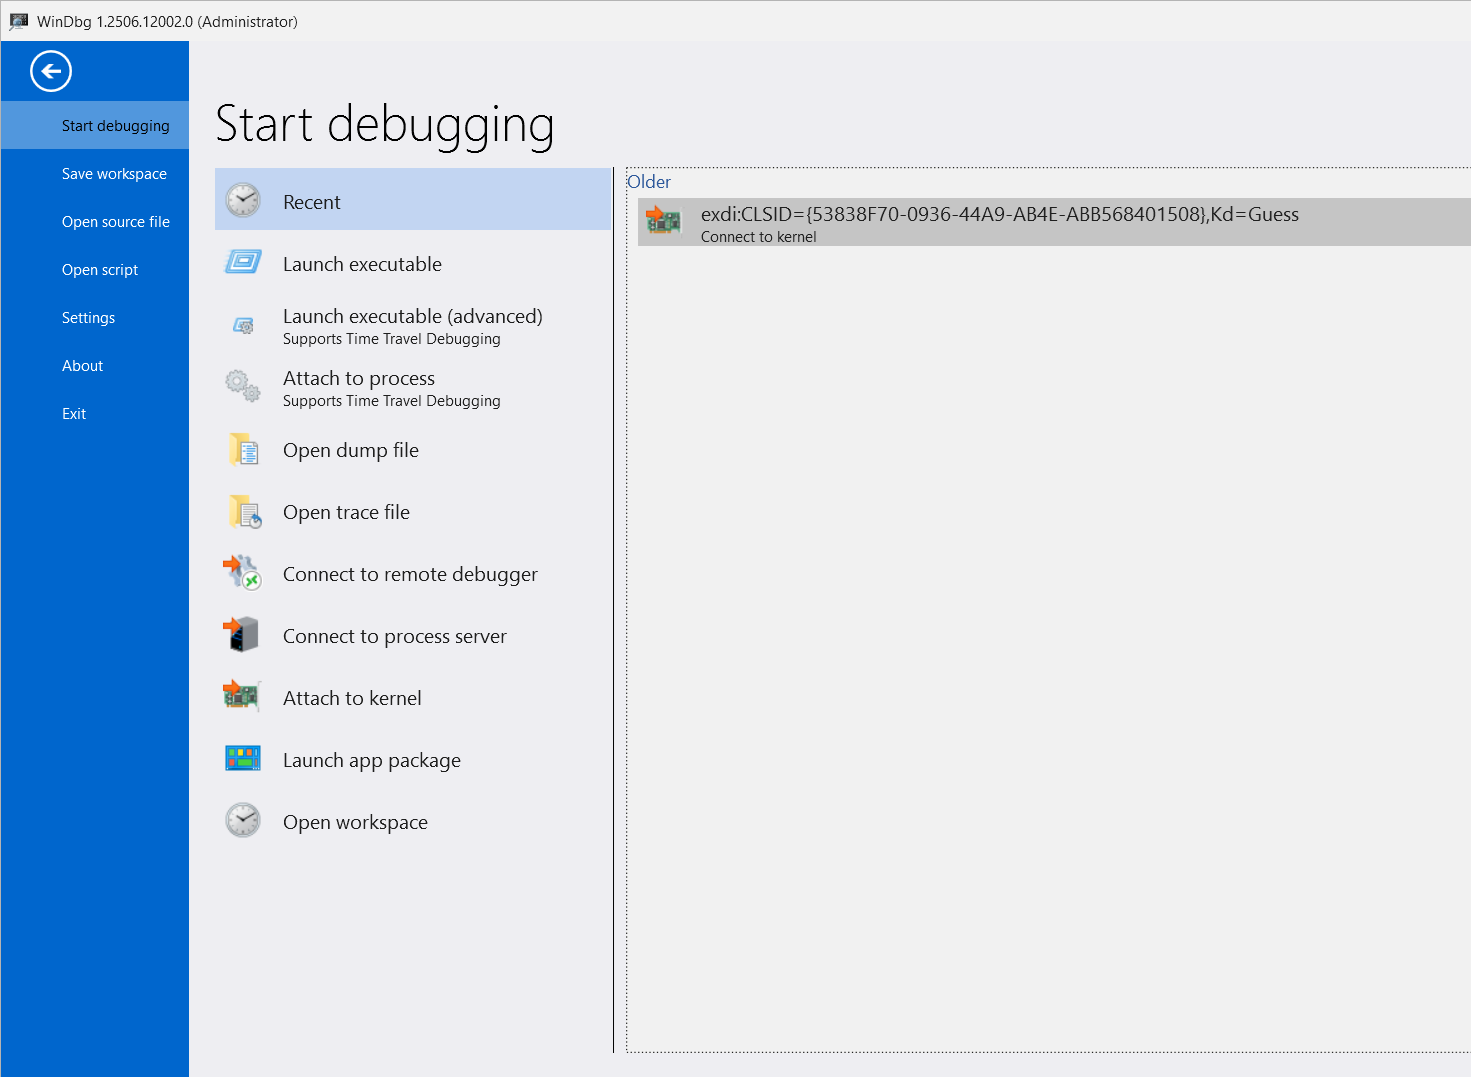 WinDbg 1.2506.12002.0 (Administrator)
Start debugging
Save workspace
Open source file
Open script
Settings
About
Exit
Start debugging
Recent
Launch executable
Launch executable (advanced)
Supports Time Travel Debugging
Attach to process
Supports Time Travel Debugging
Open dump file
Open trace file
Connect to remote debugger
Connect to process server
Attach to kernel
Launch app package
Open workspace
Older
exdi:CLSID={53838F70-0936-44A9-AB4E-ABB568401508},Kd=Guess
Connect to kernel